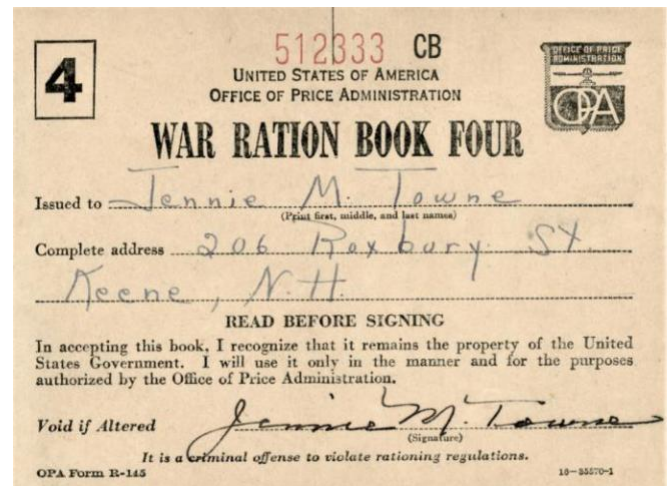 512333 CB
4
UNITED STATES OF AMERICA
OFFICE OF PRICE ADMINISTRATION
OFFICE OF PRICE
ADMINISTRATION
OPA
WAR RATION BOOK FOUR
Issued to Jennie M. Towne
(Print first, middle, and last names)
Complete address 206 Roxbury St.
Keene, N.H.
READ BEFORE SIGNING
In accepting this book, I recognize that it remains the property of the United
States Government. I will use it only in the manner and for the purposes
authorized by the Office of Price Administration.
Void if Altered Jennie M. Towne
(Signature)
It is a criminal offense to violate rationing regulations.
OPA Form R-145 16-35570-1